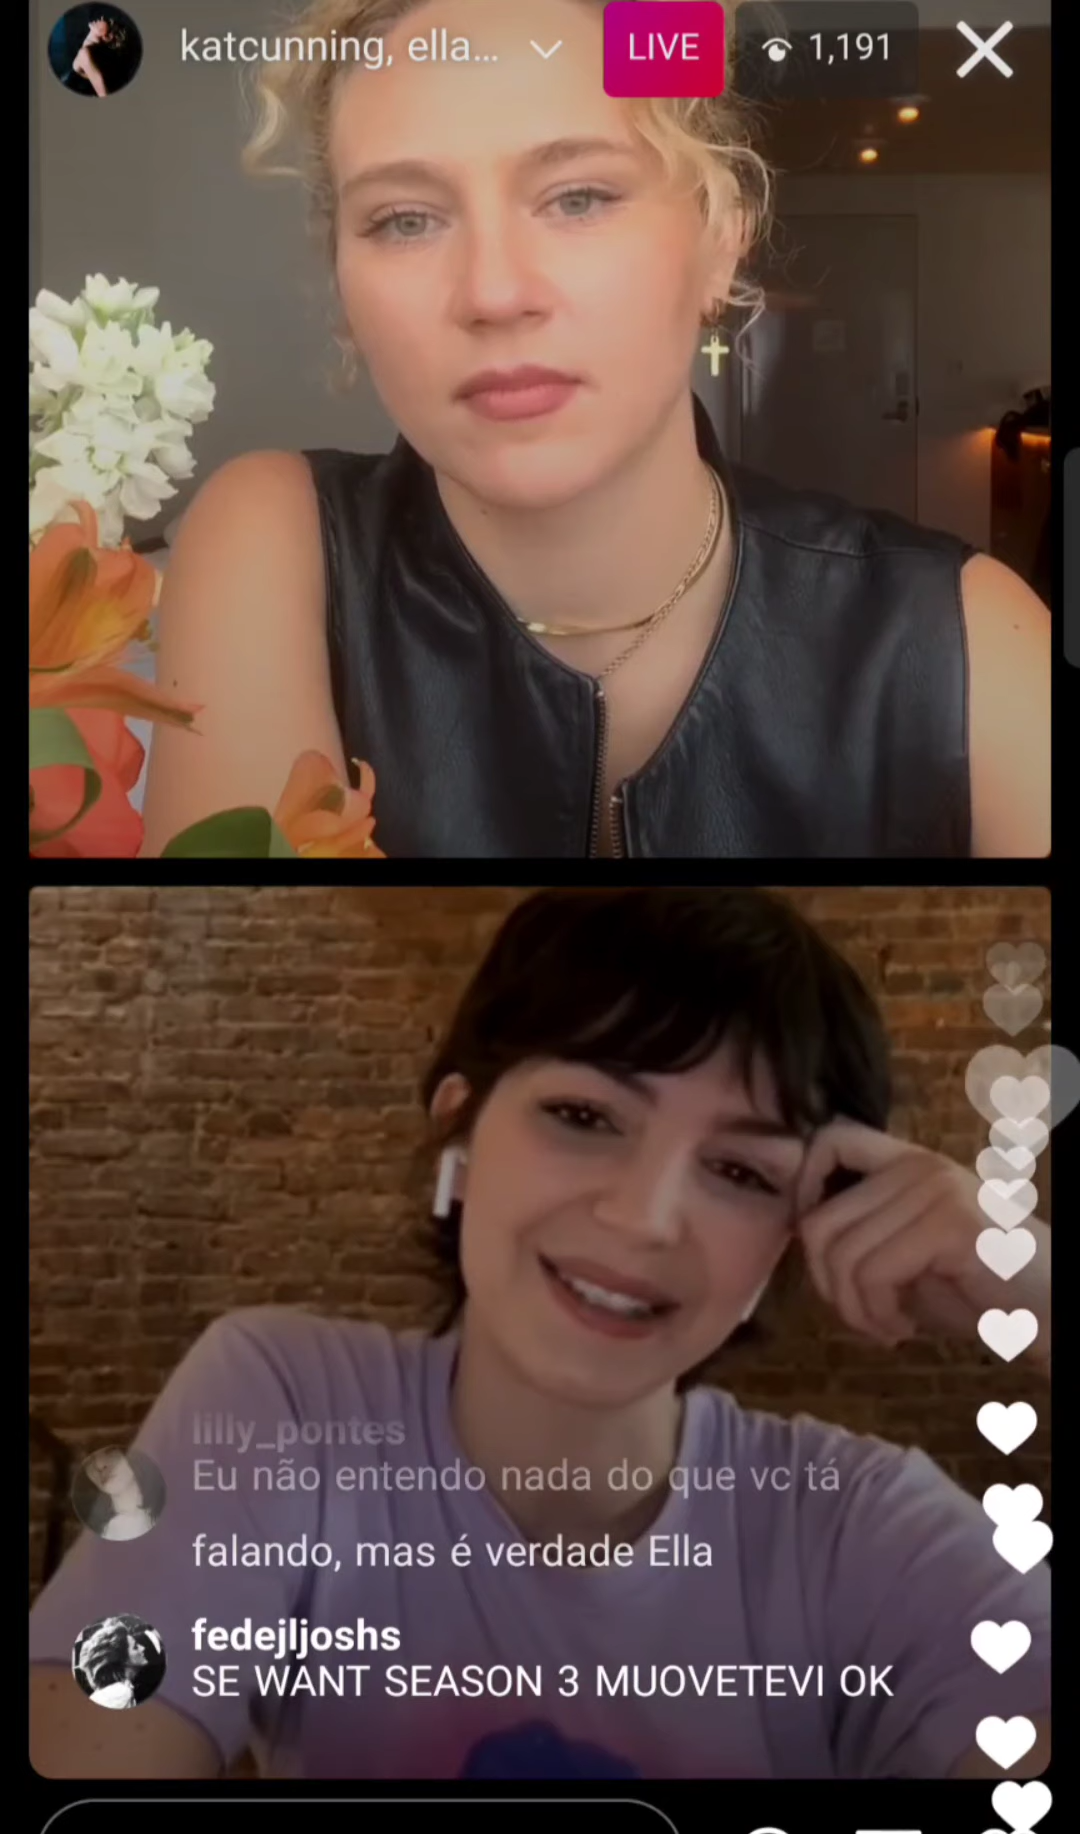 katcunning, ella...
LIVE
1,191
lilly_pontes
Eu não entendo nada do que vc tá
falando, mas é verdade Ella
fedejljoshs
SE WANT SEASON 3 MUOVETEVI OK